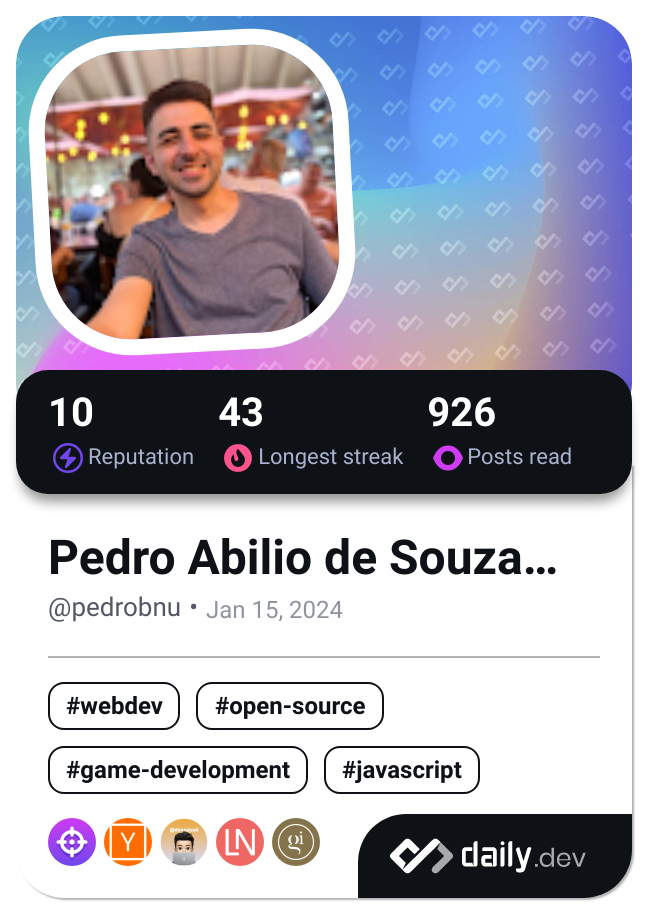 10 43 926
Reputation Longest streak Posts read
Pedro Abilio de Souza...
@pedrobnu • Jan 15, 2024
#webdev #open-source
#game-development #javascript
Y LN gi
daily.dev